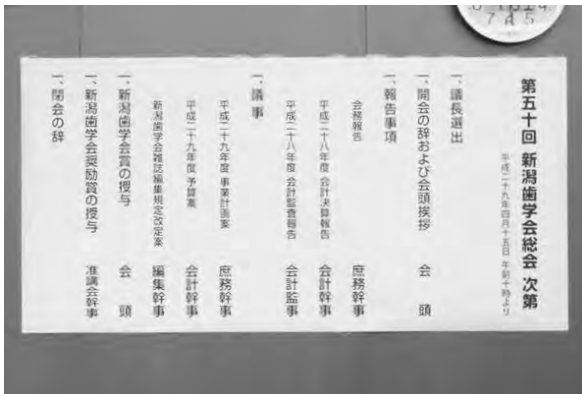 第五十回 新潟歯学会総会 次第
平成二十九年四月十五日 午前十時より
一、議長選出
一、開会の辞および会頭挨拶 会頭
一、報告事項
会務報告 庶務幹事
平成二十八年度 会計決算報告 会計幹事
平成二十八年度 会計監査報告 会計監事
一、議事
平成二十九年度 事業計画案 庶務幹事
平成二十九年度 予算案 会計幹事
新潟歯学会雑誌編集規定改定案 編集幹事
一、新潟歯学会賞の授与 会頭
一、新潟歯学会奨励賞の授与 准講会幹事
一、閉会の辞